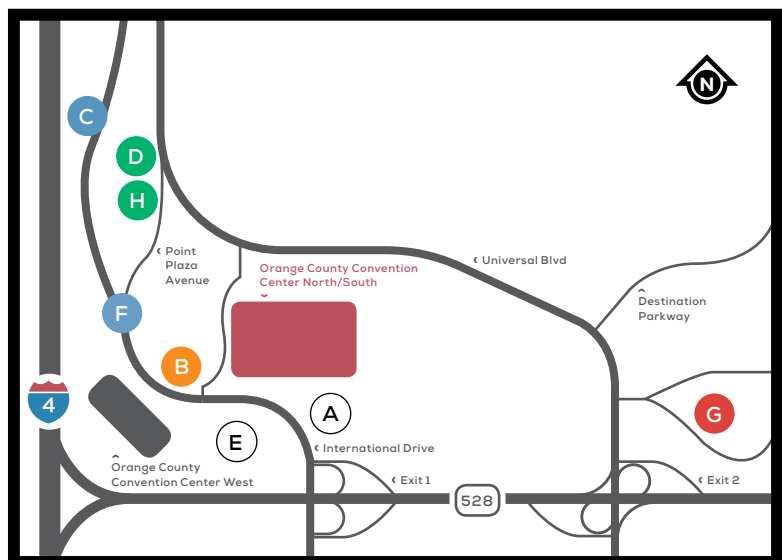 N
C
D
H
‹ Point
Plaza
Avenue
Orange County Convention
Center North/South
‹ Universal Blvd
Destination
Parkway
F
B
4
A
E
G
‹ International Drive
Orange County
Convention Center West
‹ Exit 1
528
‹ Exit 2